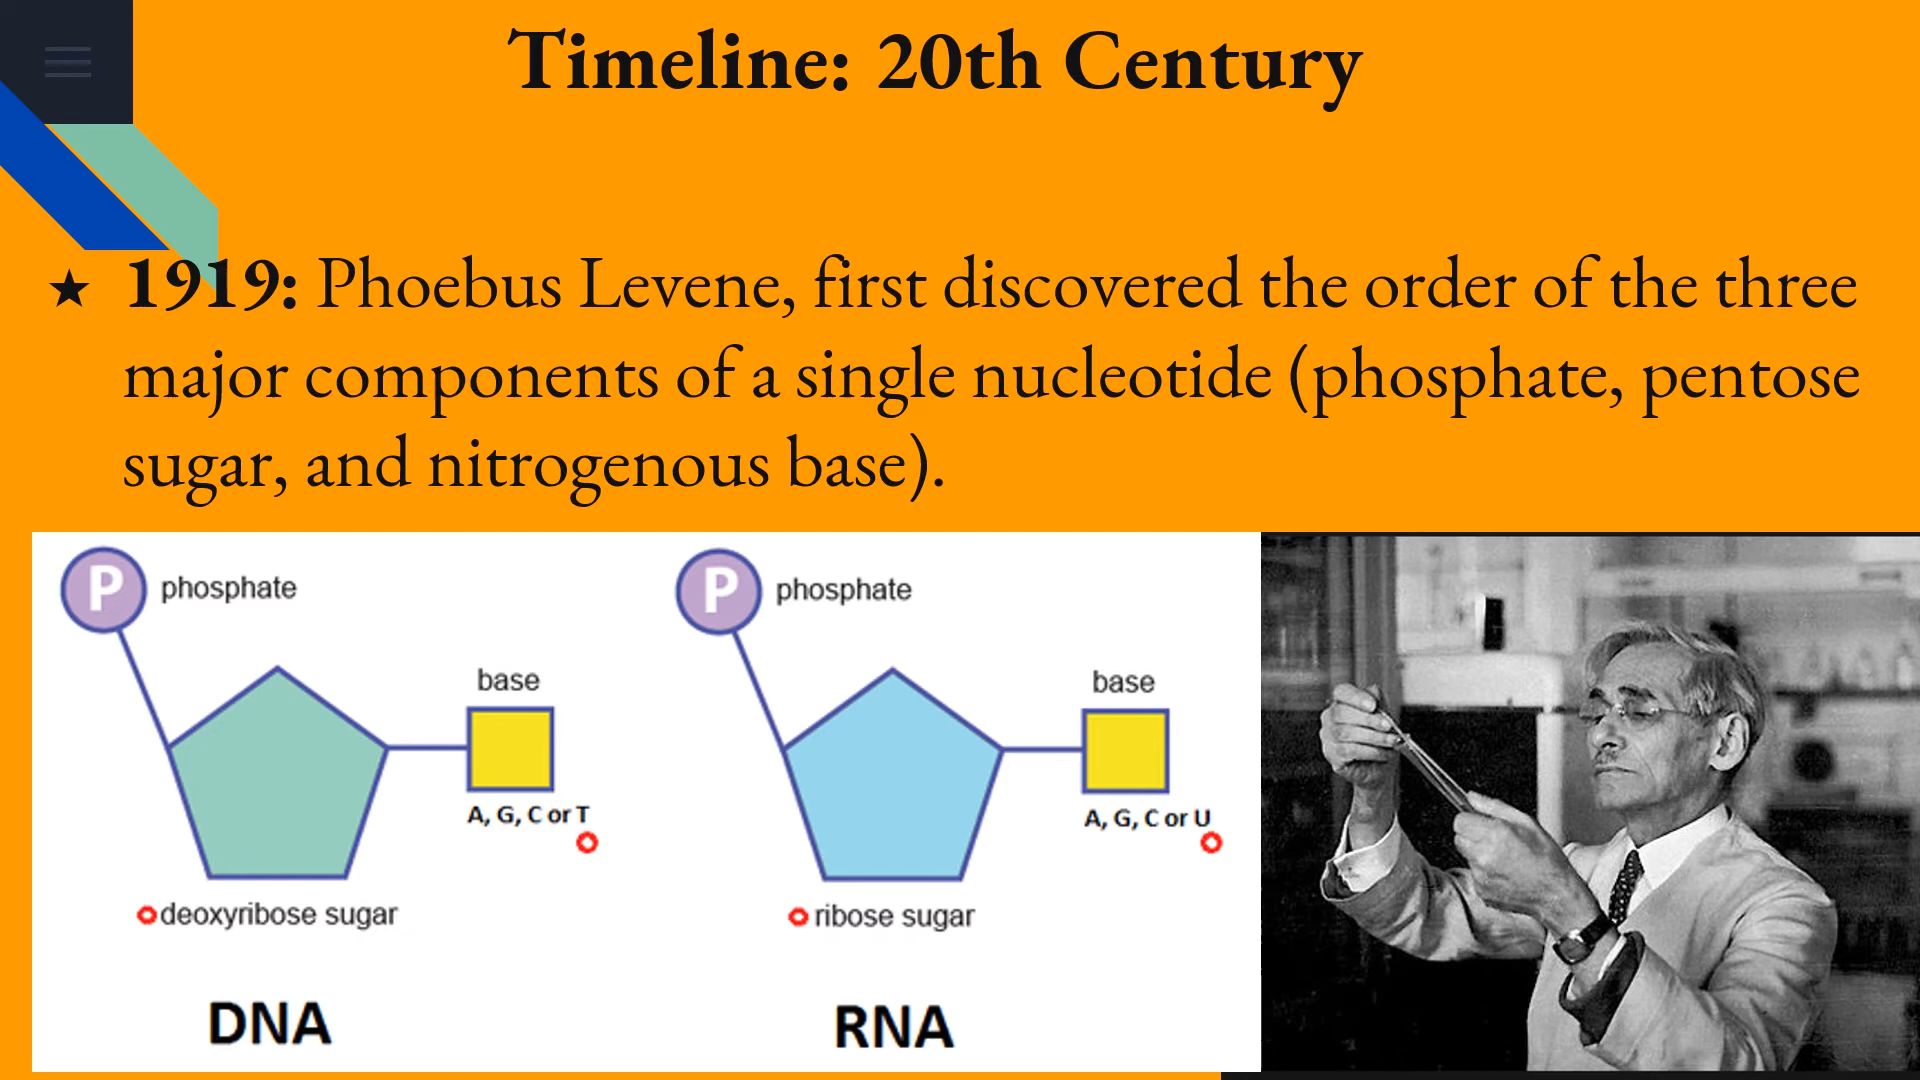 Timeline: 20th Century
★ 1919: Phoebus Levene, first discovered the order of the three
major components of a single nucleotide (phosphate, pentose
sugar, and nitrogenous base).
P phosphate
base
A, G, C or T
deoxyribose sugar
DNA
P phosphate
base
A, G, C or U
ribose sugar
RNA